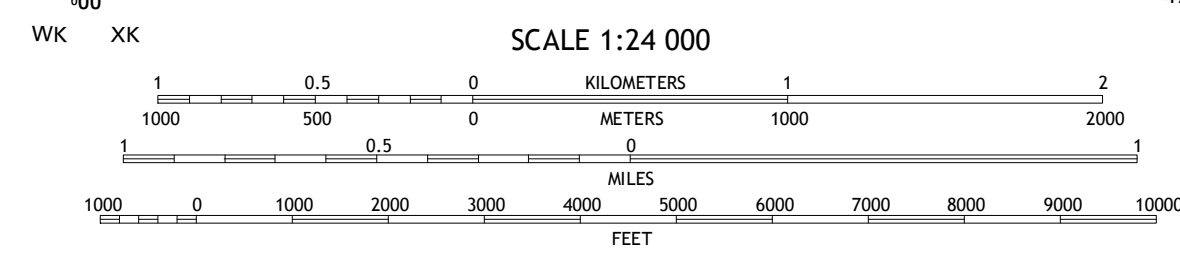 ⁰00
WK XK
SCALE 1:24 000
1 0.5 0 KILOMETERS 1 2
1000 500 0 METERS 1000 2000
1 0.5 0 1
MILES
1000 0 1000 2000 3000 4000 5000 6000 7000 8000 9000 10000
FEET